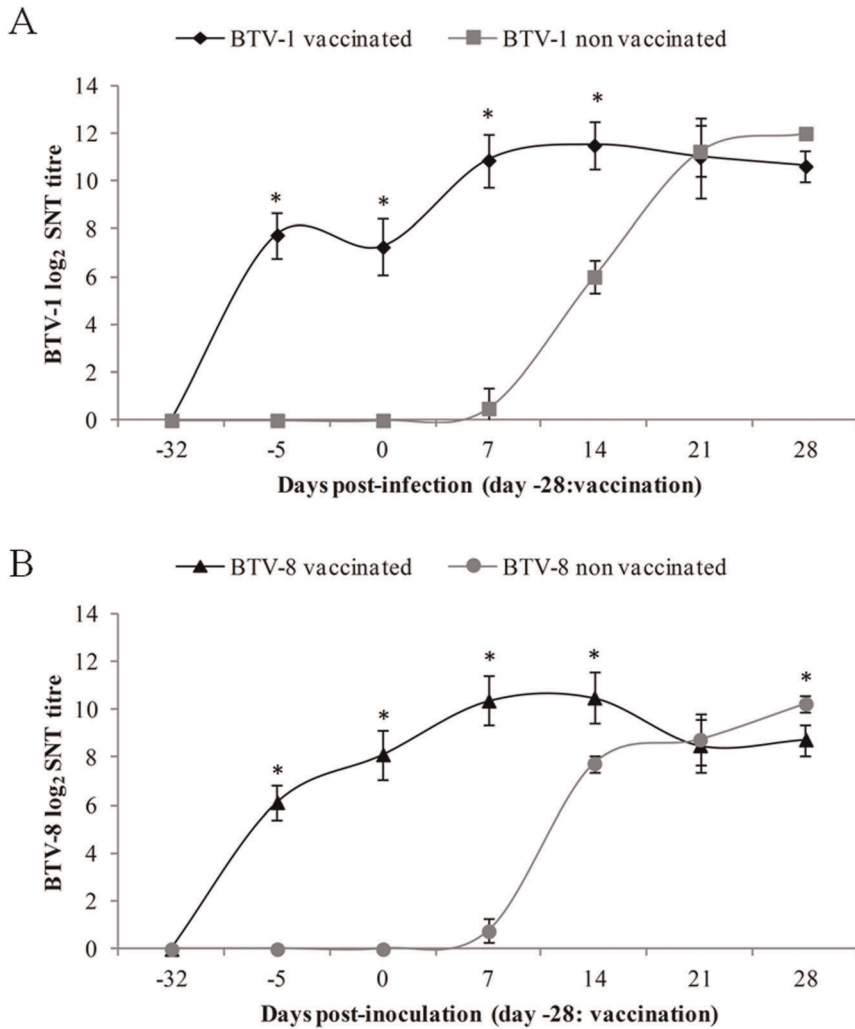 A
BTV-1 vaccinated BTV-1 non vaccinated
14
12
10
8
6
4
2
0
* * * *
BTV-1 log2 SNT titre
-32 -5 0 7 14 21 28
Days post-infection (day -28:vaccination)
B
BTV-8 vaccinated BTV-8 non vaccinated
14
12
10
8
6
4
2
0
* * * * *
BTV-8 log2 SNT titre
-32 -5 0 7 14 21 28
Days post-inoculation (day -28: vaccination)